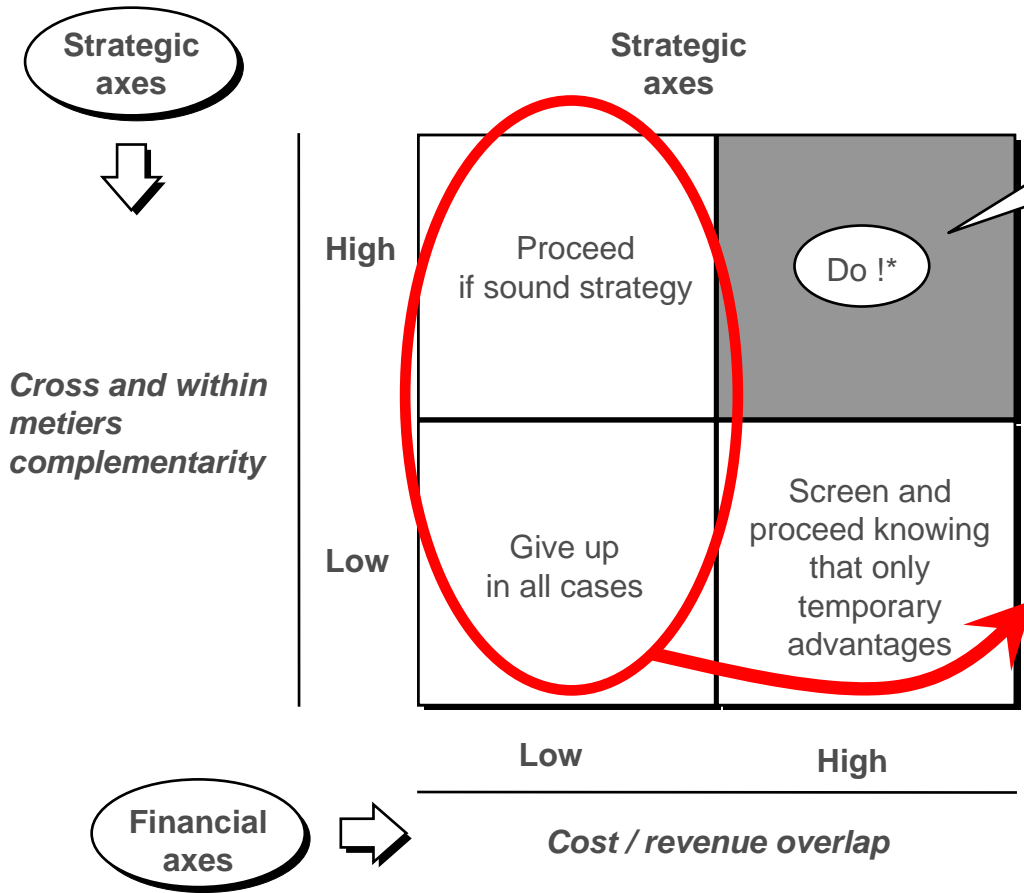 Strategic
axes
Strategic
axes
High
Proceed
if sound strategy
Do !*
Cross and within
metiers
complementarity
Low
Give up
in all cases
Screen and
proceed knowing
that only
temporary
advantages
Low
High
Financial
axes
Cost / revenue overlap